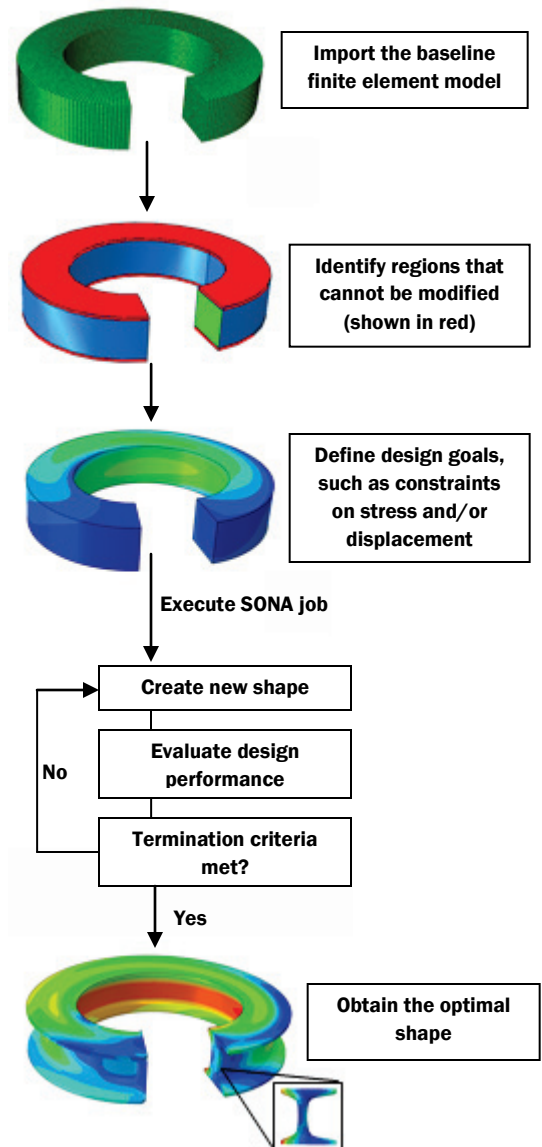 Import the baseline
finite element model
Identify regions that
cannot be modified
(shown in red)
Define design goals,
such as constraints
on stress and/or
displacement
Execute SONA job
Create new shape
Evaluate design
performance
No
Termination criteria
met?
Yes
Obtain the optimal
shape